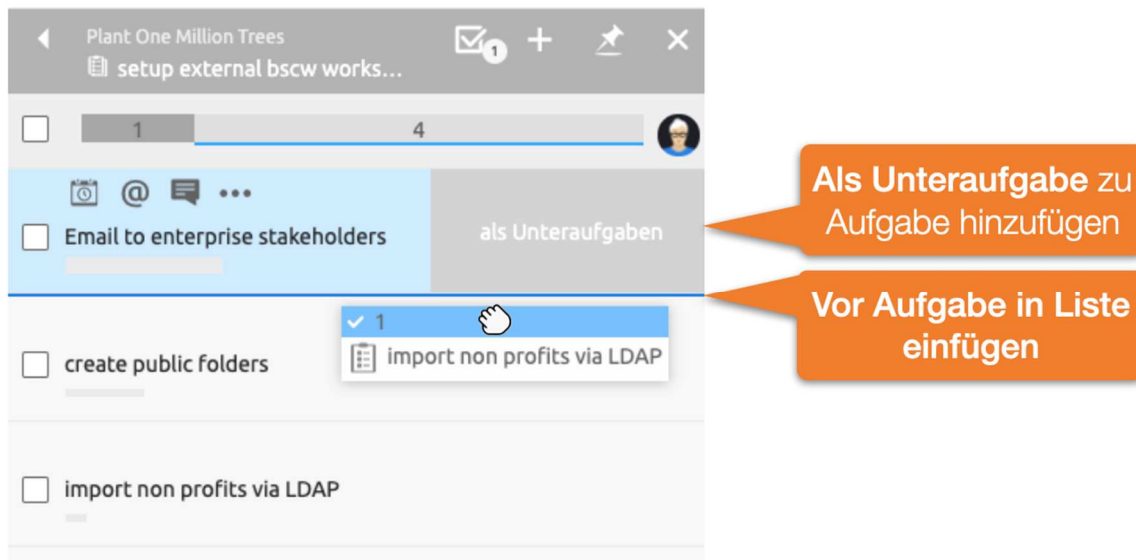 Plant One Million Trees
setup external bscw works...
1
1
4
Email to enterprise stakeholders
als Unteraufgaben
Als Unteraufgabe zu
Aufgabe hinzufügen
Vor Aufgabe in Liste
einfügen
1
import non profits via LDAP
create public folders
import non profits via LDAP